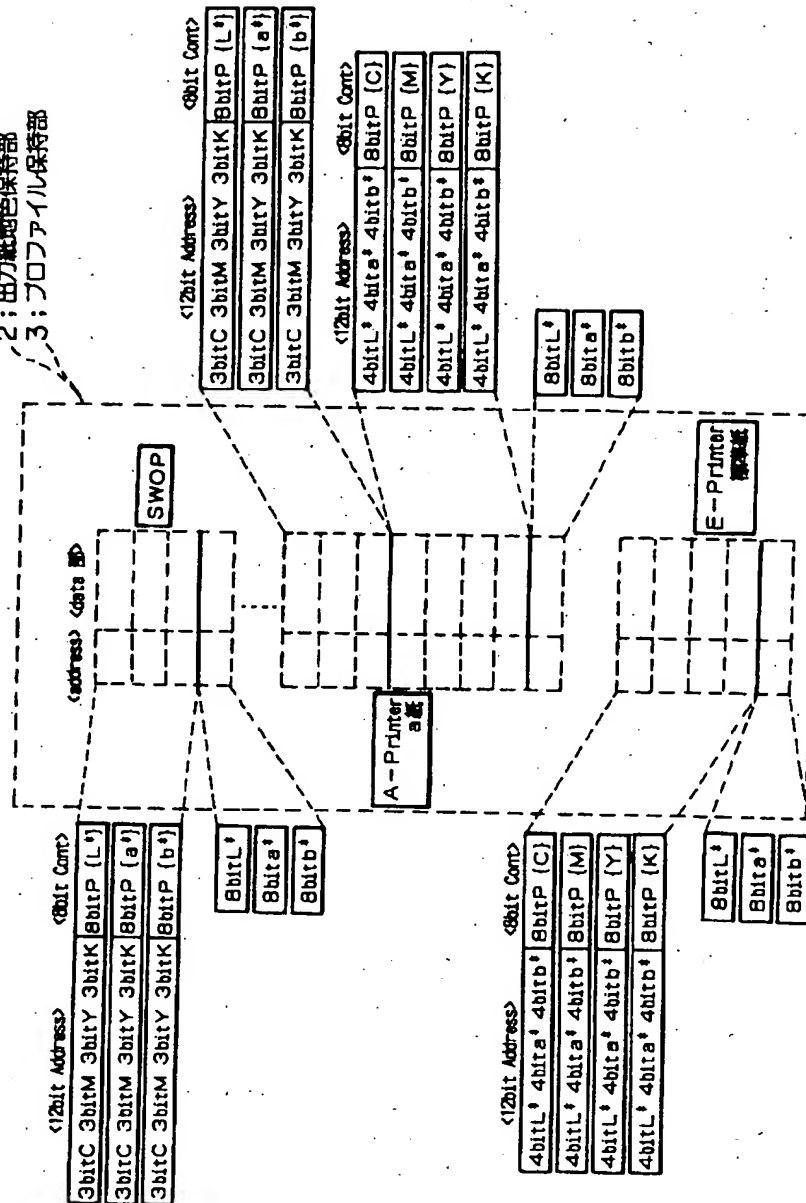 2；出力紙地色保持部
3；プロファイル保持部
<address> <data 部>
SWOP
A-Printer
a紙
E-Printer
標準紙
<12bit Address> <8bit Cont>
3bitC 3bitM 3bitY 3bitK 8bitP {L*}
3bitC 3bitM 3bitY 3bitK 8bitP {a*}
3bitC 3bitM 3bitY 3bitK 8bitP {b*}
8bitL*
8bita*
8bitb*
<12bit Address> <8bit Cont>
3bitC 3bitM 3bitY 3bitK 8bitP {L*}
3bitC 3bitM 3bitY 3bitK 8bitP {a*}
3bitC 3bitM 3bitY 3bitK 8bitP {b*}
<12bit Address> <8bit Cont>
4bitL* 4bita* 4bitb* 8bitP {C}
4bitL* 4bita* 4bitb* 8bitP {M}
4bitL* 4bita* 4bitb* 8bitP {Y}
4bitL* 4bita* 4bitb* 8bitP {K}
8bitL*
8bita*
8bitb*
<12bit Address> <8bit Cont>
4bitL* 4bita* 4bitb* 8bitP {C}
4bitL* 4bita* 4bitb* 8bitP {M}
4bitL* 4bita* 4bitb* 8bitP {Y}
4bitL* 4bita* 4bitb* 8bitP {K}
8bitL*
8bita*
8bitb*